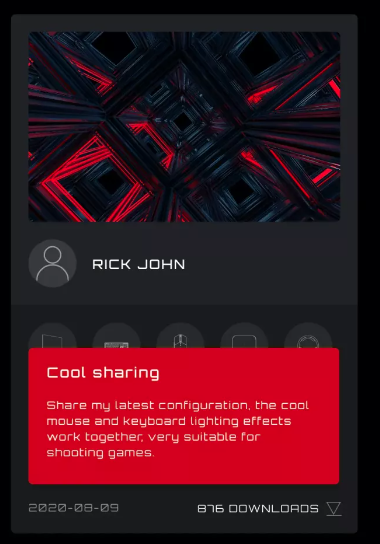 RICK JOHN
Cool sharing
Share my latest configuration, the cool
mouse and keyboard lighting effects
work together, very suitable for
shooting games.
2020-08-09
876 DOWNLOADS